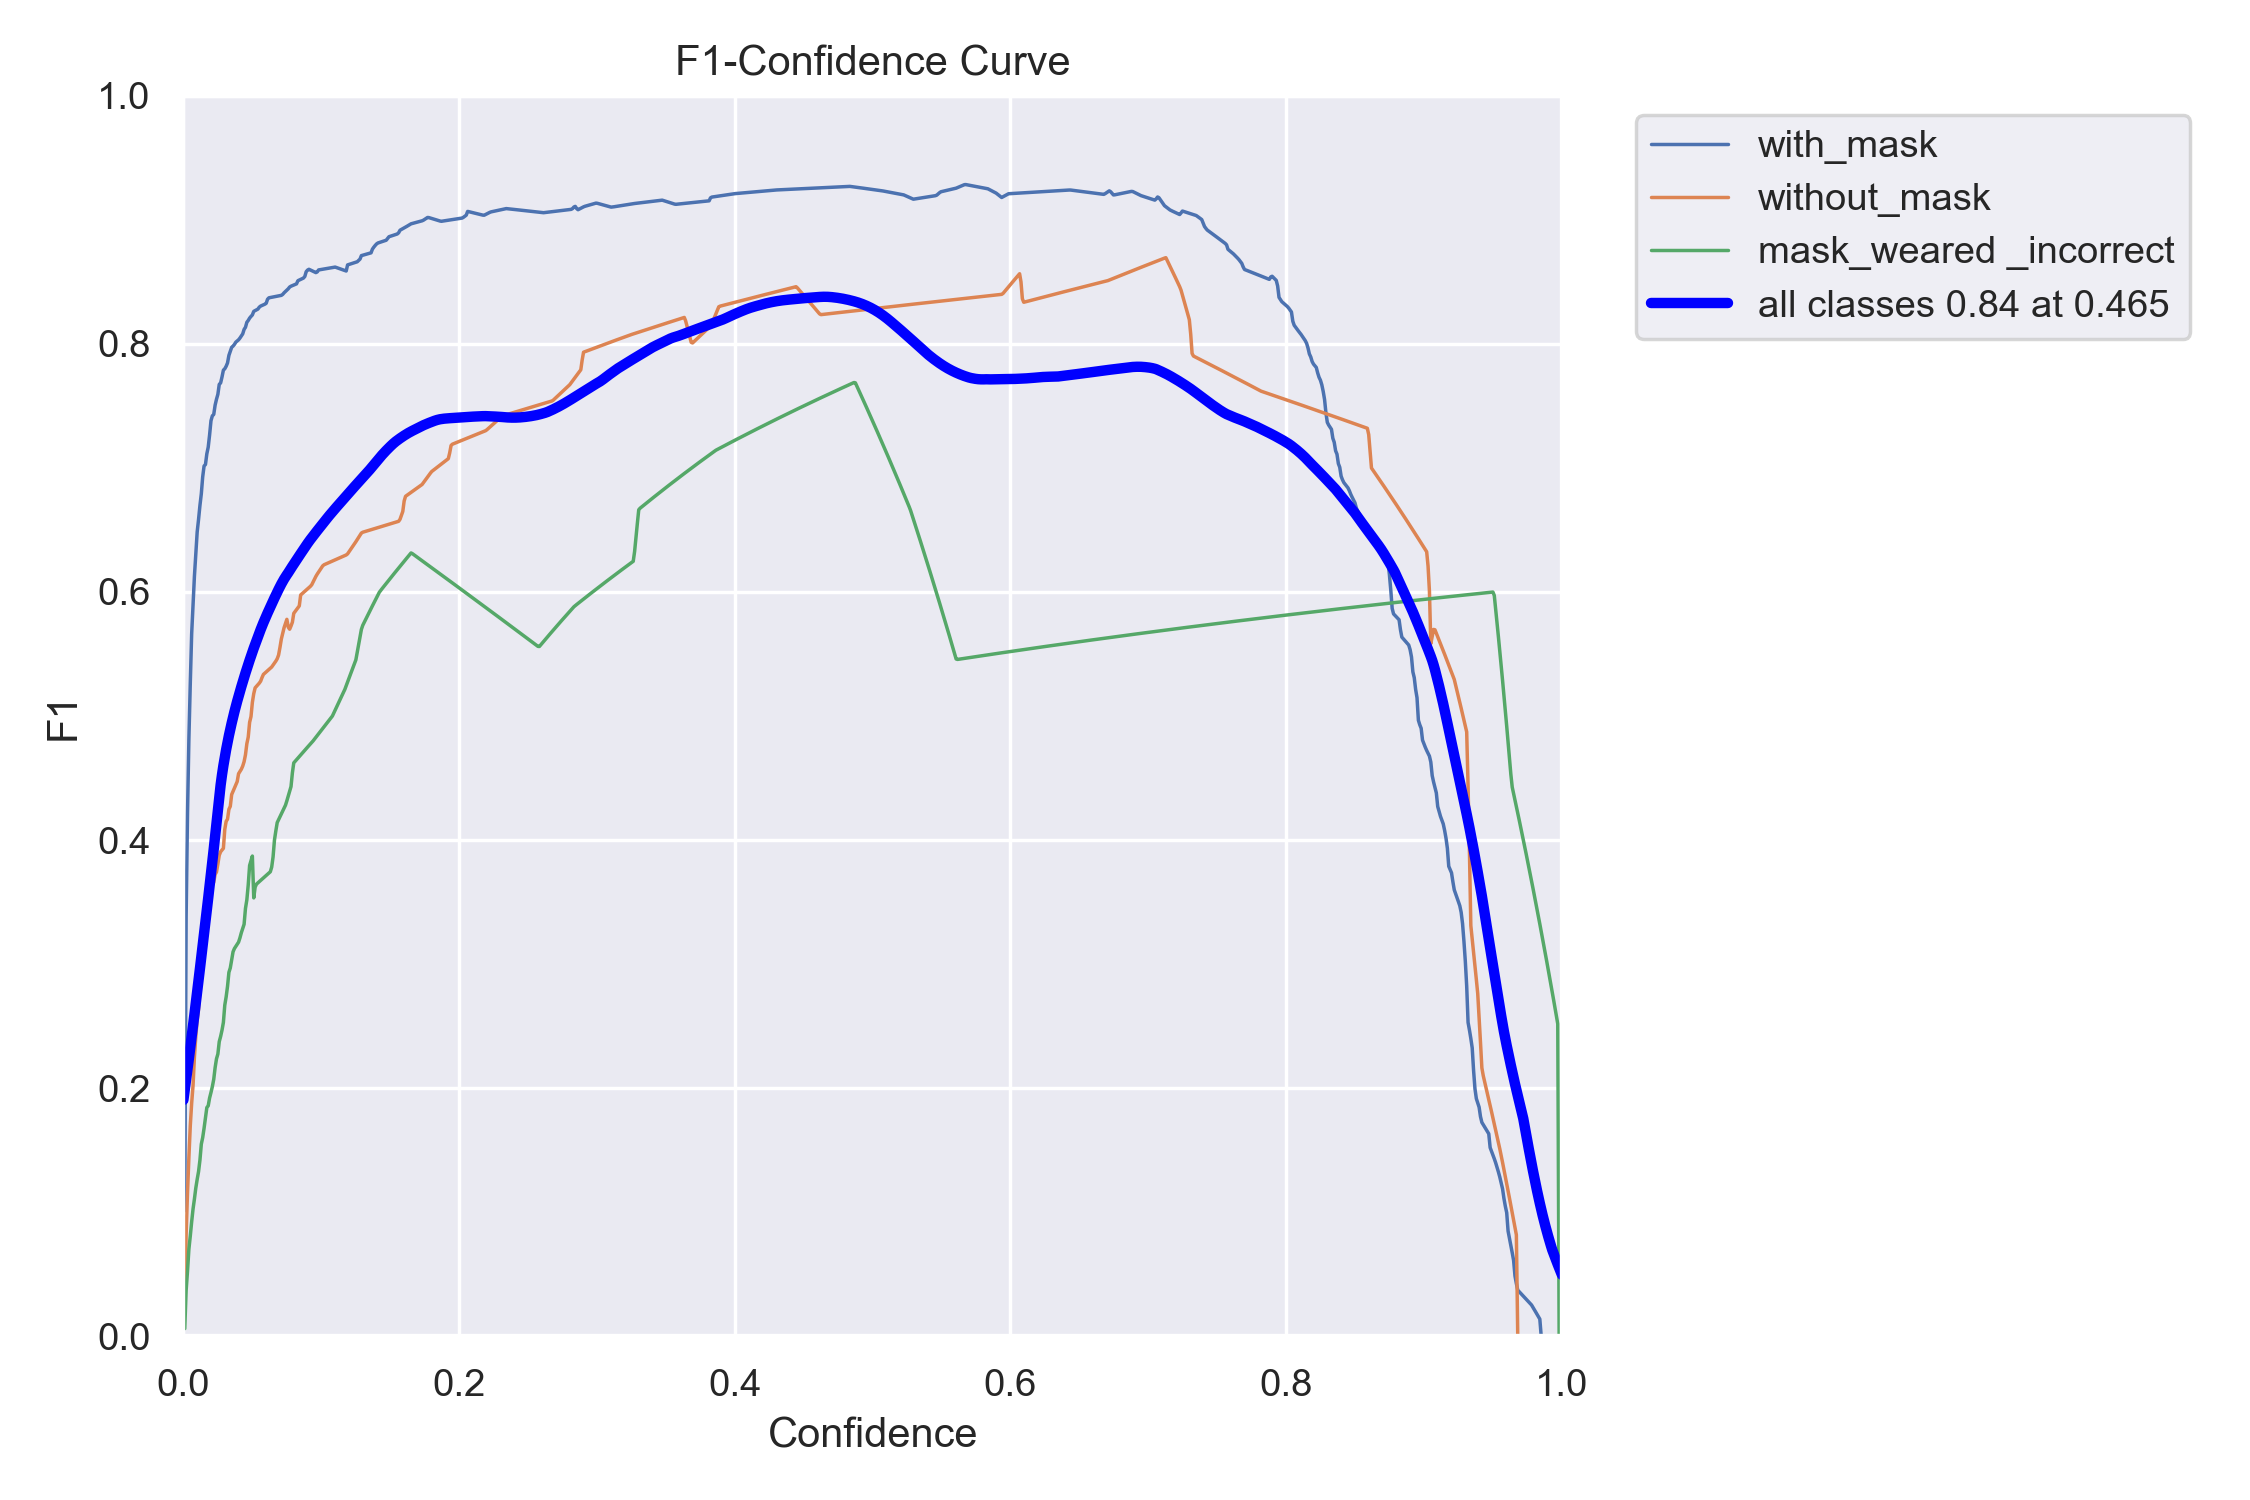 F1-Confidence Curve
1.0
0.8
0.6
0.4
0.2
0.0
F1
0.0 0.2 0.4 0.6 0.8 1.0
Confidence
with_mask
without_mask
mask_weared _incorrect
all classes 0.84 at 0.465